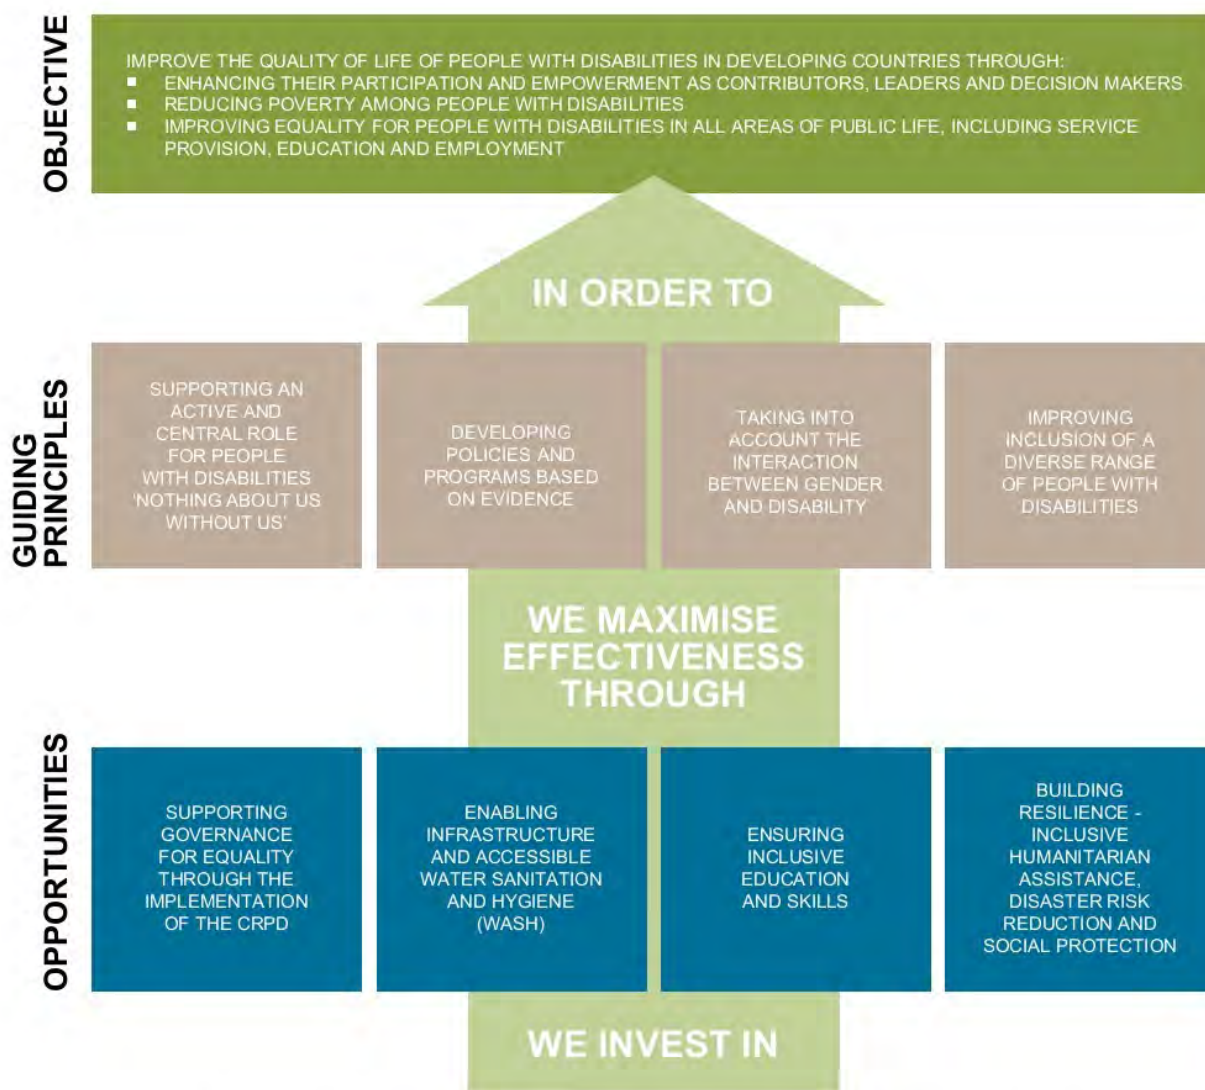 OBJECTIVE
IMPROVE THE QUALITY OF LIFE OF PEOPLE WITH DISABILITIES IN DEVELOPING COUNTRIES THROUGH:
▪ ENHANCING THEIR PARTICIPATION AND EMPOWERMENT AS CONTRIBUTORS, LEADERS AND DECISION MAKERS
▪ REDUCING POVERTY AMONG PEOPLE WITH DISABILITIES
▪ IMPROVING EQUALITY FOR PEOPLE WITH DISABILITIES IN ALL AREAS OF PUBLIC LIFE, INCLUDING SERVICE
PROVISION, EDUCATION AND EMPLOYMENT
IN ORDER TO
GUIDING
PRINCIPLES
SUPPORTING AN
ACTIVE AND
CENTRAL ROLE
FOR PEOPLE
WITH DISABILITIES
‘NOTHING ABOUT US
WITHOUT US’
DEVELOPING
POLICIES AND
PROGRAMS BASED
ON EVIDENCE
TAKING INTO
ACCOUNT THE
INTERACTION
BETWEEN GENDER
AND DISABILITY
IMPROVING
INCLUSION OF A
DIVERSE RANGE
OF PEOPLE WITH
DISABILITIES
WE MAXIMISE
EFFECTIVENESS
THROUGH
OPPORTUNITIES
SUPPORTING
GOVERNANCE
FOR EQUALITY
THROUGH THE
IMPLEMENTATION
OF THE CRPD
ENABLING
INFRASTRUCTURE
AND ACCESSIBLE
WATER SANITATION
AND HYGIENE
(WASH)
ENSURING
INCLUSIVE
EDUCATION
AND SKILLS
BUILDING
RESILIENCE -
INCLUSIVE
HUMANITARIAN
ASSISTANCE,
DISASTER RISK
REDUCTION AND
SOCIAL PROTECTION
WE INVEST IN